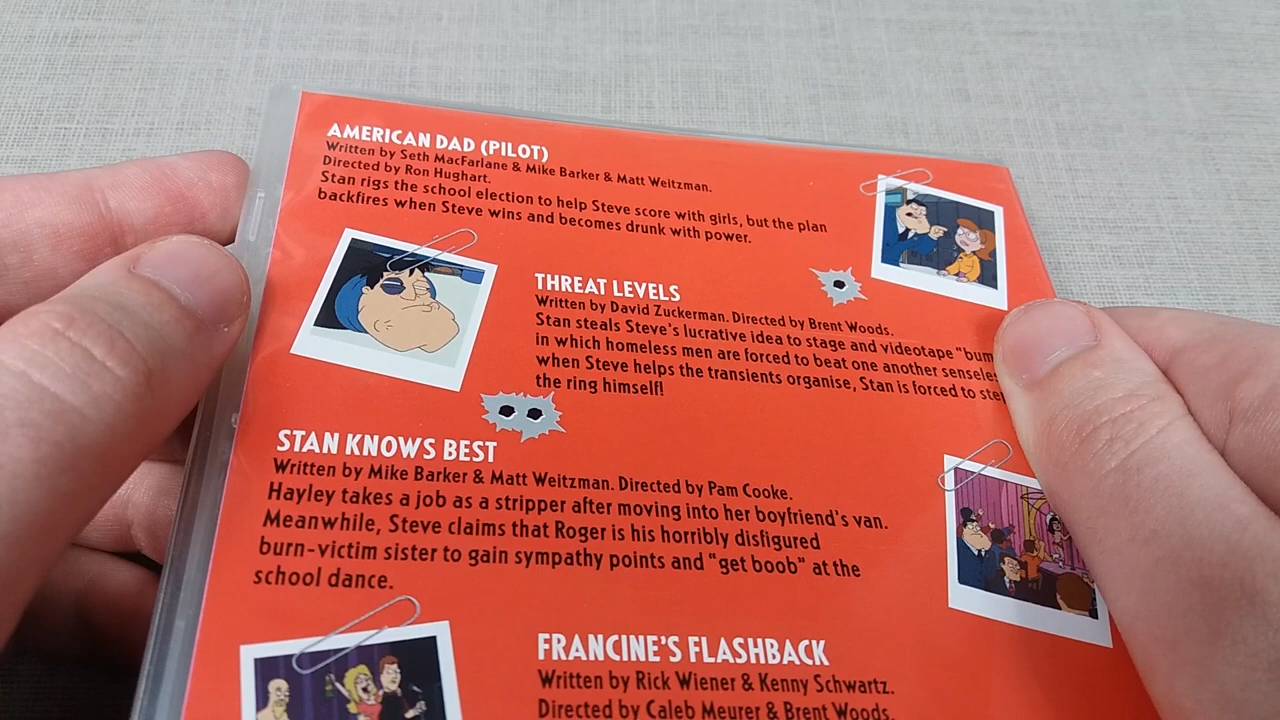 AMERICAN DAD (PILOT)
Written by Seth MacFarlane & Mike Barker & Matt Weitzman.
Directed by Ron Hughart.
Stan rigs the school election to help Steve score with girls, but the plan
backfires when Steve wins and becomes drunk with power.
THREAT LEVELS
Written by David Zuckerman. Directed by Brent Woods.
Stan steals Steve's lucrative idea to stage and videotape "bum
in which homeless men are forced to beat one another
when Steve helps the transients organise, Stan is forced to
the ring himself!
STAN KNOWS BEST
Written by Mike Barker & Matt Weitzman. Directed by Pam Cooke.
Hayley takes a job as a stripper after moving into her boyfriend's van.
Meanwhile, Steve claims that Roger is his horribly disfigured
burn-victim sister to gain sympathy points and "get boob" at the
school dance.
FRANCINE'S FLASHBACK
Written by Rick Wiener & Kenny Schwartz.
Directed by Caleb Meurer & Brent Woods.